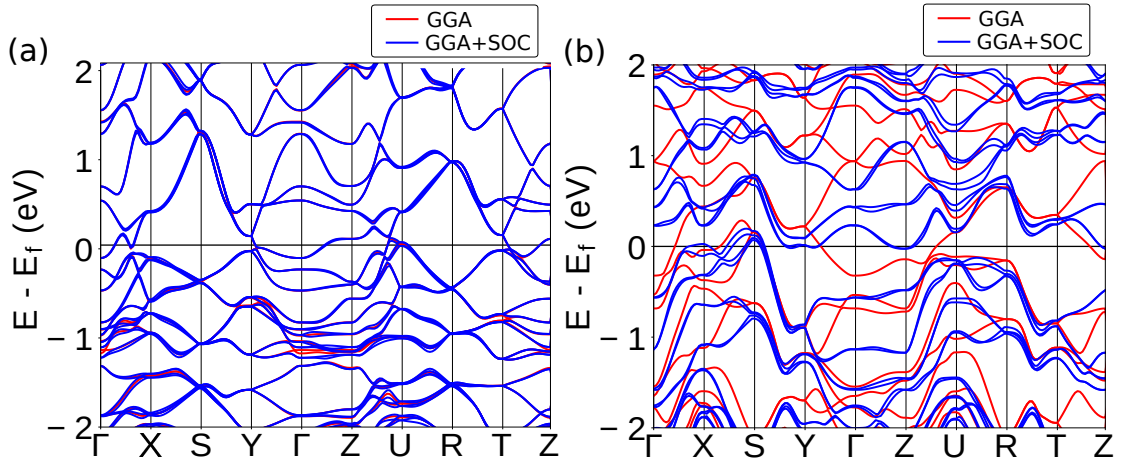 GGA
GGA+SOC
GGA
GGA+SOC
(a)
(b)
E - E_f (eV)
2
1
0
− 1
− 2
Γ X S Y Γ Z U R T Z
E - E_f (eV)
2
1
0
− 1
− 2
Γ X S Y Γ Z U R T Z